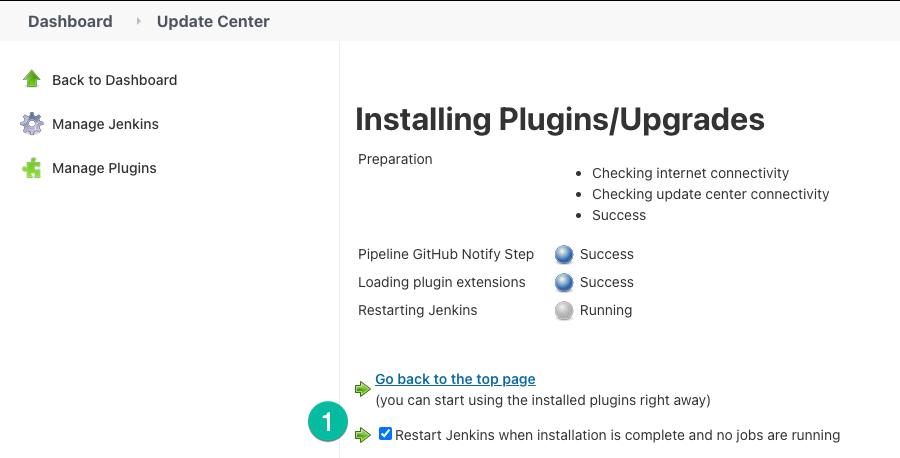 Dashboard
Update Center
Back to Dashboard
Manage Jenkins
Manage Plugins
Installing Plugins/Upgrades
Preparation
Checking internet connectivity
Checking update center connectivity
Success
Pipeline GitHub Notify Step Success
Loading plugin extensions Success
Restarting Jenkins Running
Go back to the top page
(you can start using the installed plugins right away)
1 Restart Jenkins when installation is complete and no jobs are running